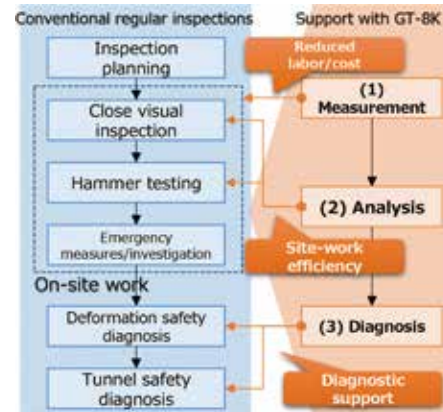 Conventional regular inspections
Support with GT-8K
Inspection
planning
Reduced
labor/cost
(1)
Measurement
Close visual
inspection
Hammer testing
(2) Analysis
Emergency
measures/investigation
Site-work
efficiency
On-site work
Deformation safety
diagnosis
(3) Diagnosis
Tunnel safety
diagnosis
Diagnostic
support